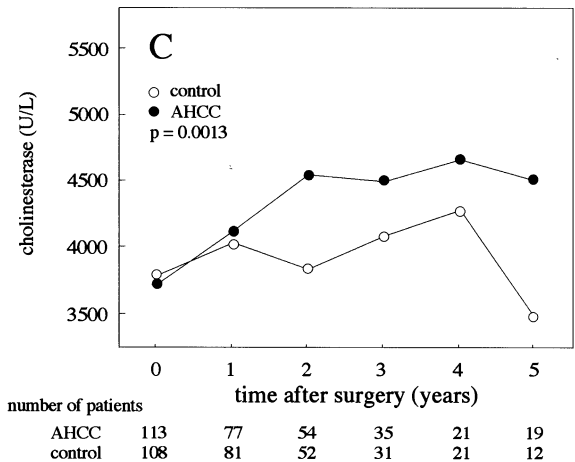 C
5500
5000
4500
4000
3500
cholinesterase (U/L)
control
AHCC
p = 0.0013
0 1 2 3 4 5
time after surgery (years)
number of patients
AHCC 113 77 54 35 21 19
control 108 81 52 31 21 12